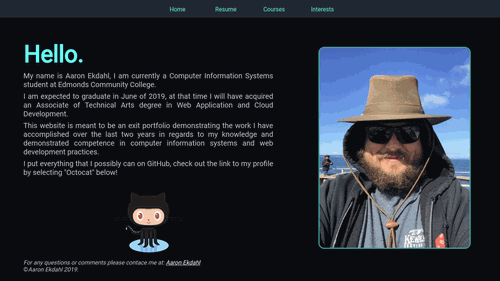 Home Resume Courses Interests
Hello.
My name is Aaron Ekdahl, I am currently a Computer Information Systems
student at Edmonds Community College.
I am expected to graduate in June of 2019, at that time I will have acquired
an Associate of Technical Arts degree in Web Application and Cloud
Development.
This website is meant to be an exit portfolio demonstrating the work I have
accomplished over the last two years in regards to my knowledge and
demonstrated competence in computer information systems and web
development practices.
I put everything that I possibly can on GitHub, check out the link to my profile
by selecting "Octocat" below!
For any questions or comments please contace me at: Aaron Ekdahl
©Aaron Ekdahl 2019.